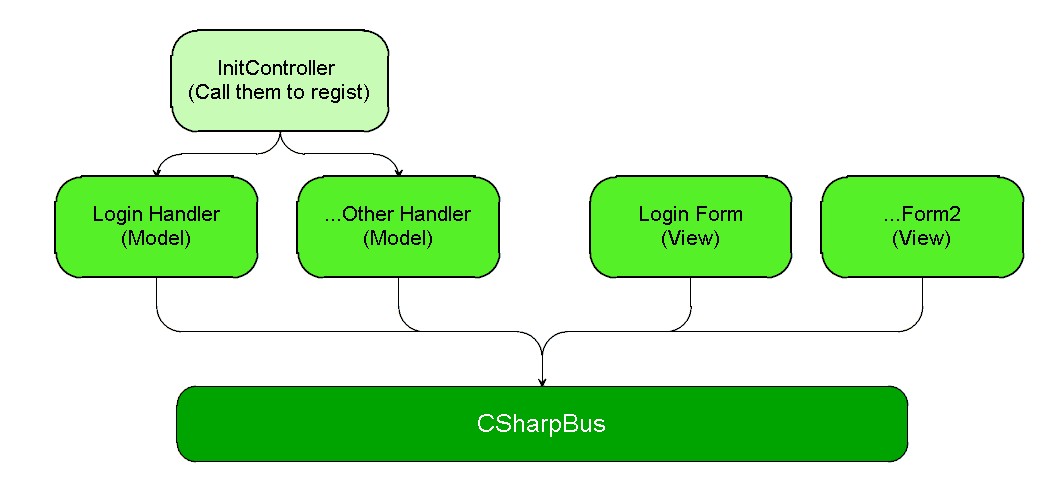 InitController
(Call them to regist)
Login Handler
(Model)
...Other Handler
(Model)
Login Form
(View)
...Form2
(View)
CSharpBus